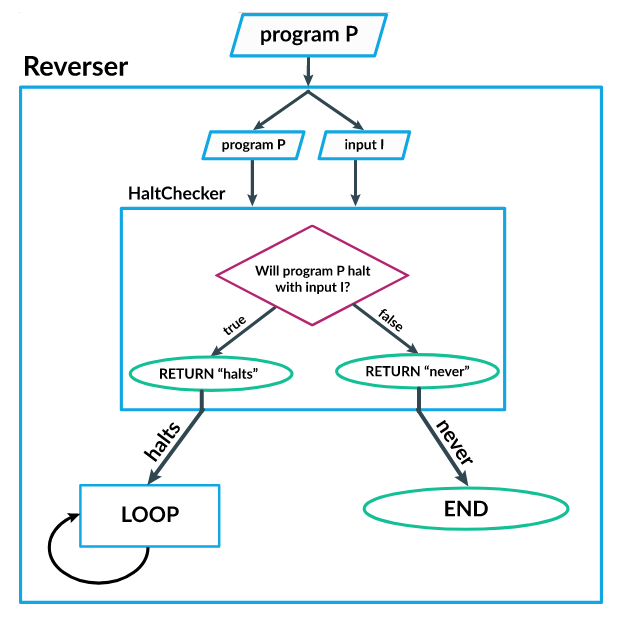 program P
Reverser
program P
input I
HaltChecker
Will program P halt
with input I?
true
false
RETURN “halts”
RETURN “never”
halts
never
LOOP
END